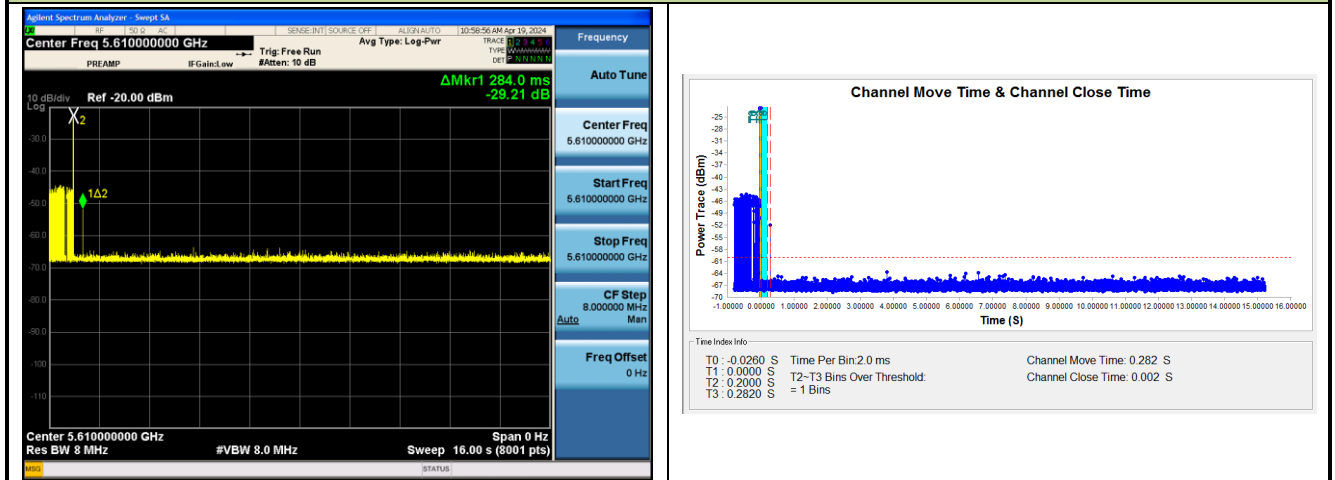 Agilent Spectrum Analyzer - Swept SA
RF 50 Ω AC SENSE:INT SOURCE OFF ALIGN AUTO 10:58:56 AM Apr 19, 2024
Center Freq 5.610000000 GHz
Avg Type: Log-Pwr
TRACE 1 2 3 4 5 6
Trig: Free Run
TYPE
PREAMP IFGain:Low #Atten: 10 dB
DET P N N N N N
ΔMkr1 284.0 ms
-29.21 dB
10 dB/div Ref -20.00 dBm
Log
2
-30.0
-40.0
1Δ2
-50.0
-60.0
-70.0
-80.0
-90.0
-100
-110
Center 5.610000000 GHz Span 0 Hz
Res BW 8 MHz #VBW 8.0 MHz Sweep 16.00 s (8001 pts)
MSG STATUS
Frequency
Auto Tune
Center Freq
5.610000000 GHz
Start Freq
5.610000000 GHz
Stop Freq
5.610000000 GHz
CF Step
8.000000 MHz
Auto Man
Freq Offset
0 Hz
Channel Move Time & Channel Close Time
Power Trace (dBm)
-25
-28
-31
-34
-37
-40
-43
-46
-49
-52
-55
-58
-61
-64
-67
-70
-1.00000 0.00000 1.00000 2.00000 3.00000 4.00000 5.00000 6.00000 7.00000 8.00000 9.00000 10.00000 11.00000 12.00000 13.00000 14.00000 15.00000 16.00000
Time (S)
Time Index Info
T0 : -0.0260 S Time Per Bin:2.0 ms Channel Move Time: 0.282 S
T1 : 0.0000 S
T2 : 0.2000 S T2~T3 Bins Over Threshold: Channel Close Time: 0.002 S
T3 : 0.2820 S = 1 Bins